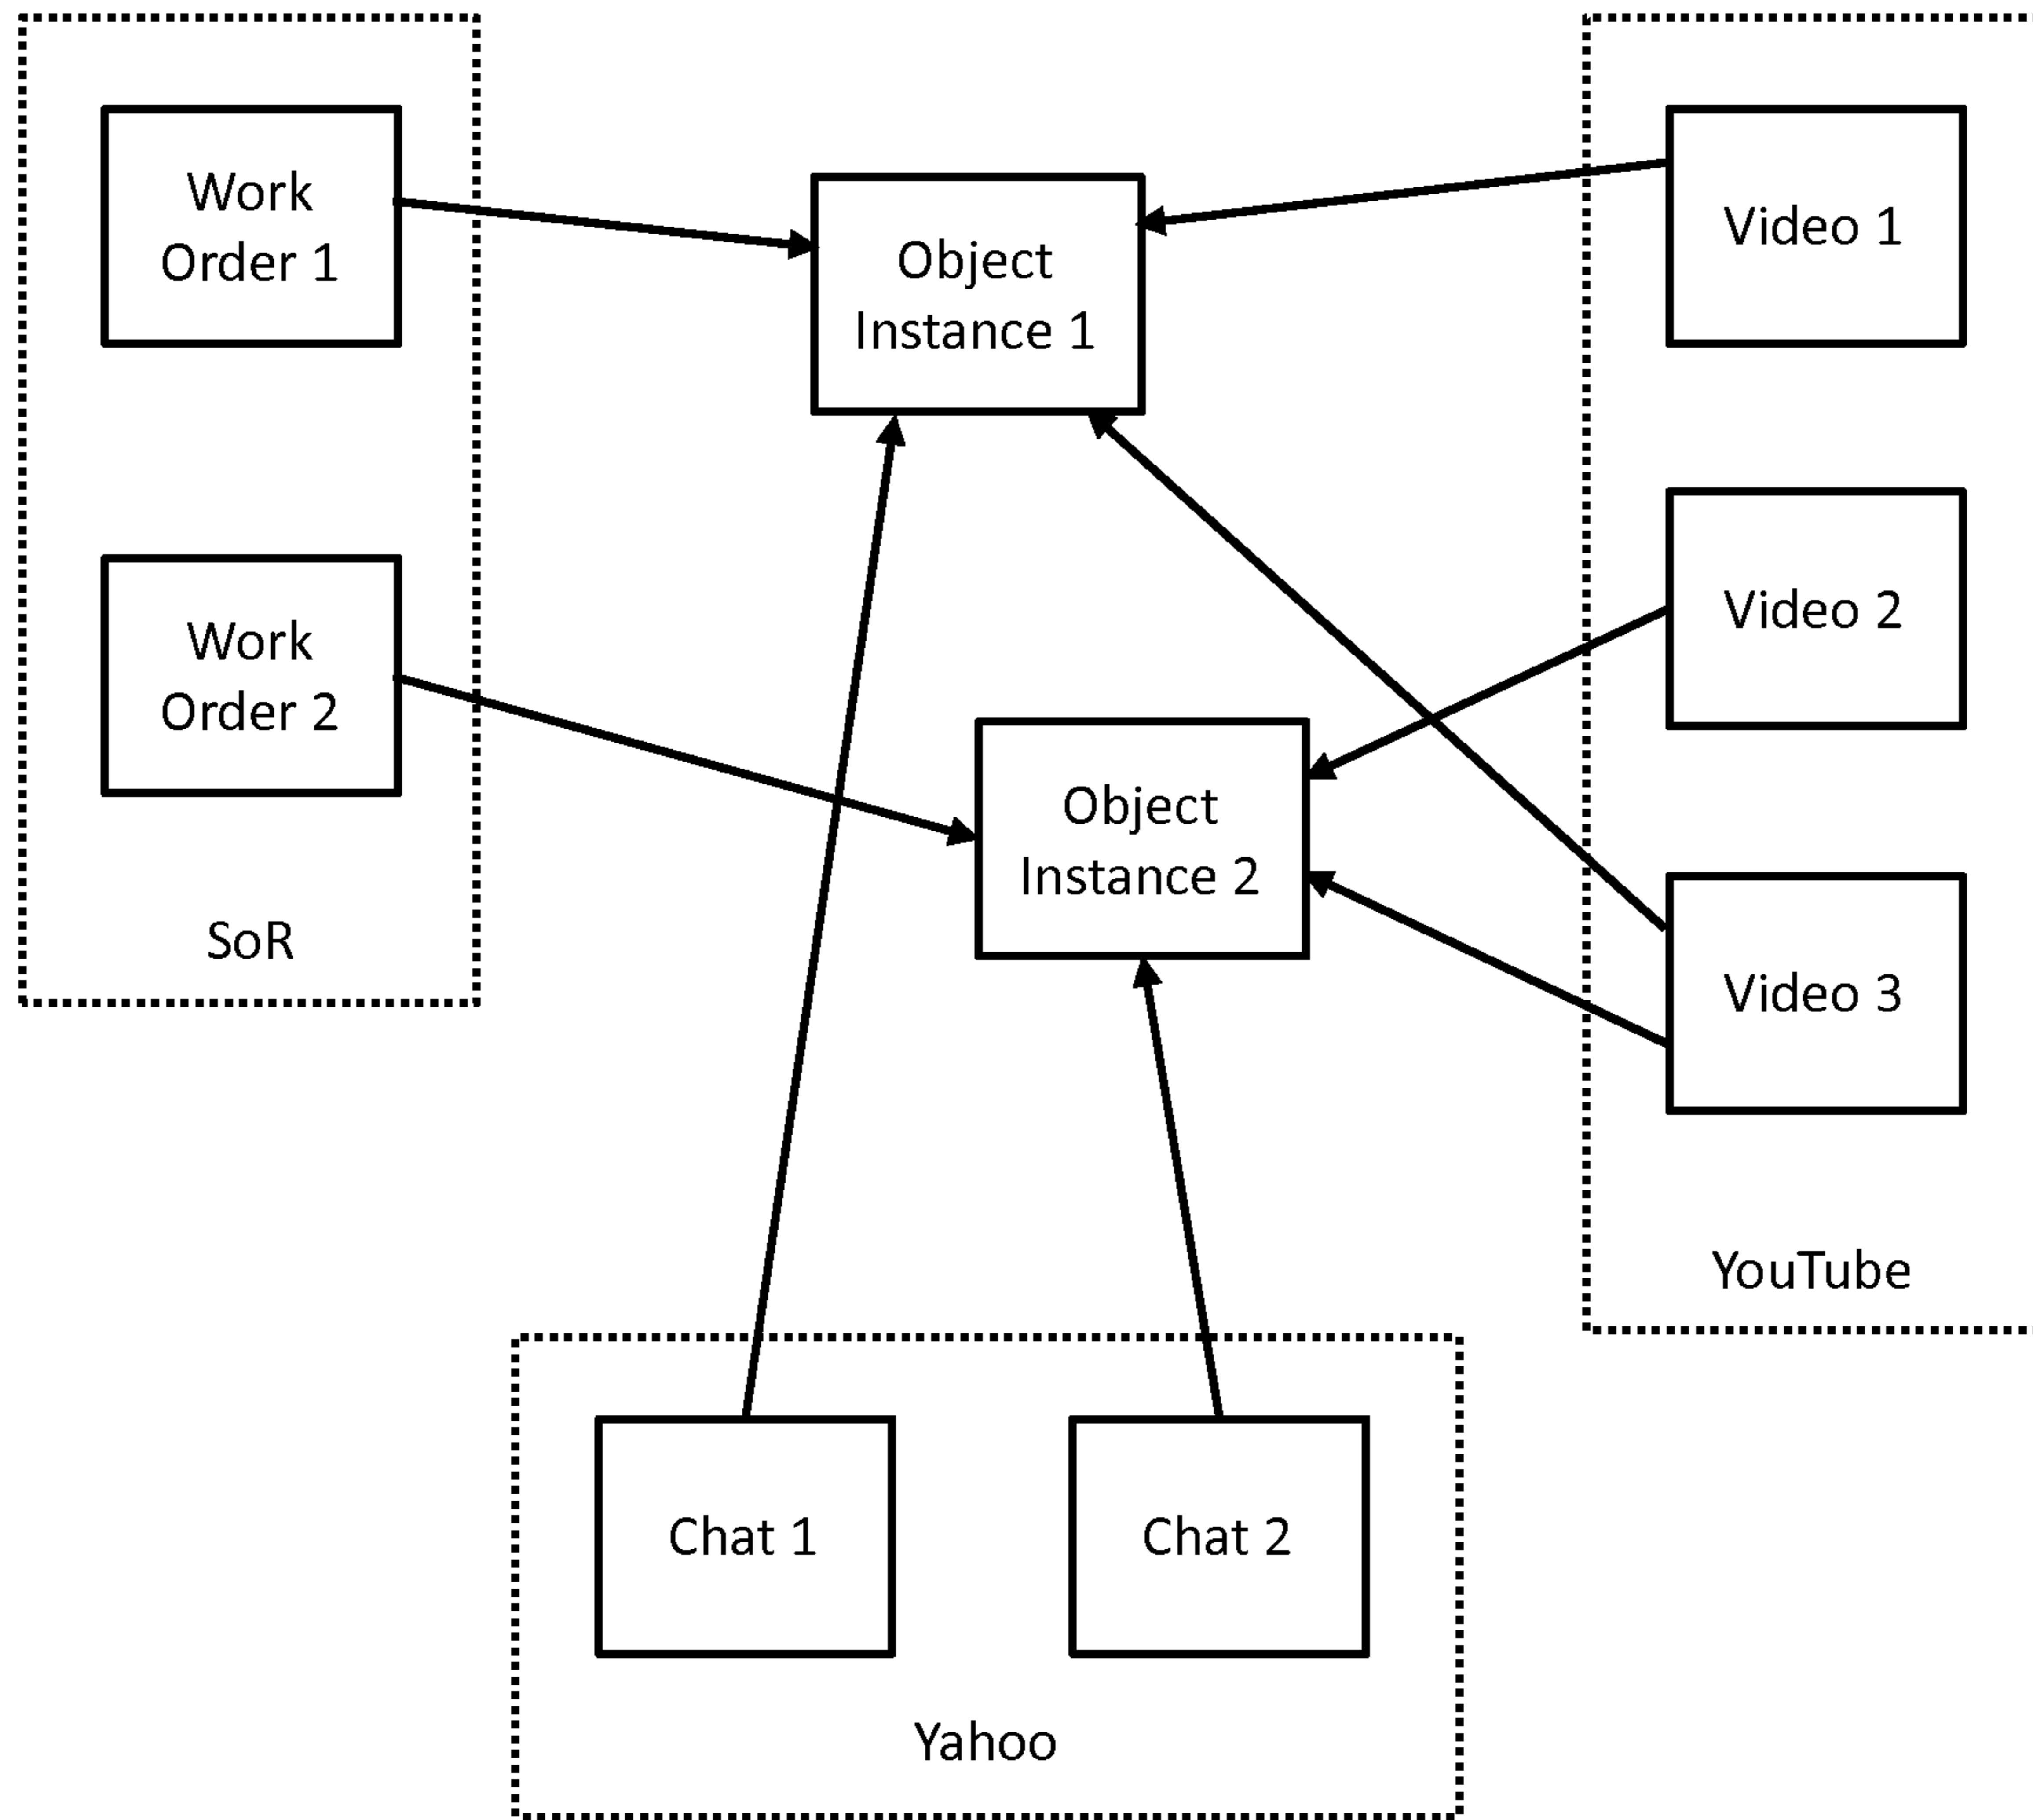 Work
Order 1
Object
Instance 1
Video 1
Work
Order 2
Video 2
Object
Instance 2
SoR
Video 3
YouTube
Chat 1
Chat 2
Yahoo